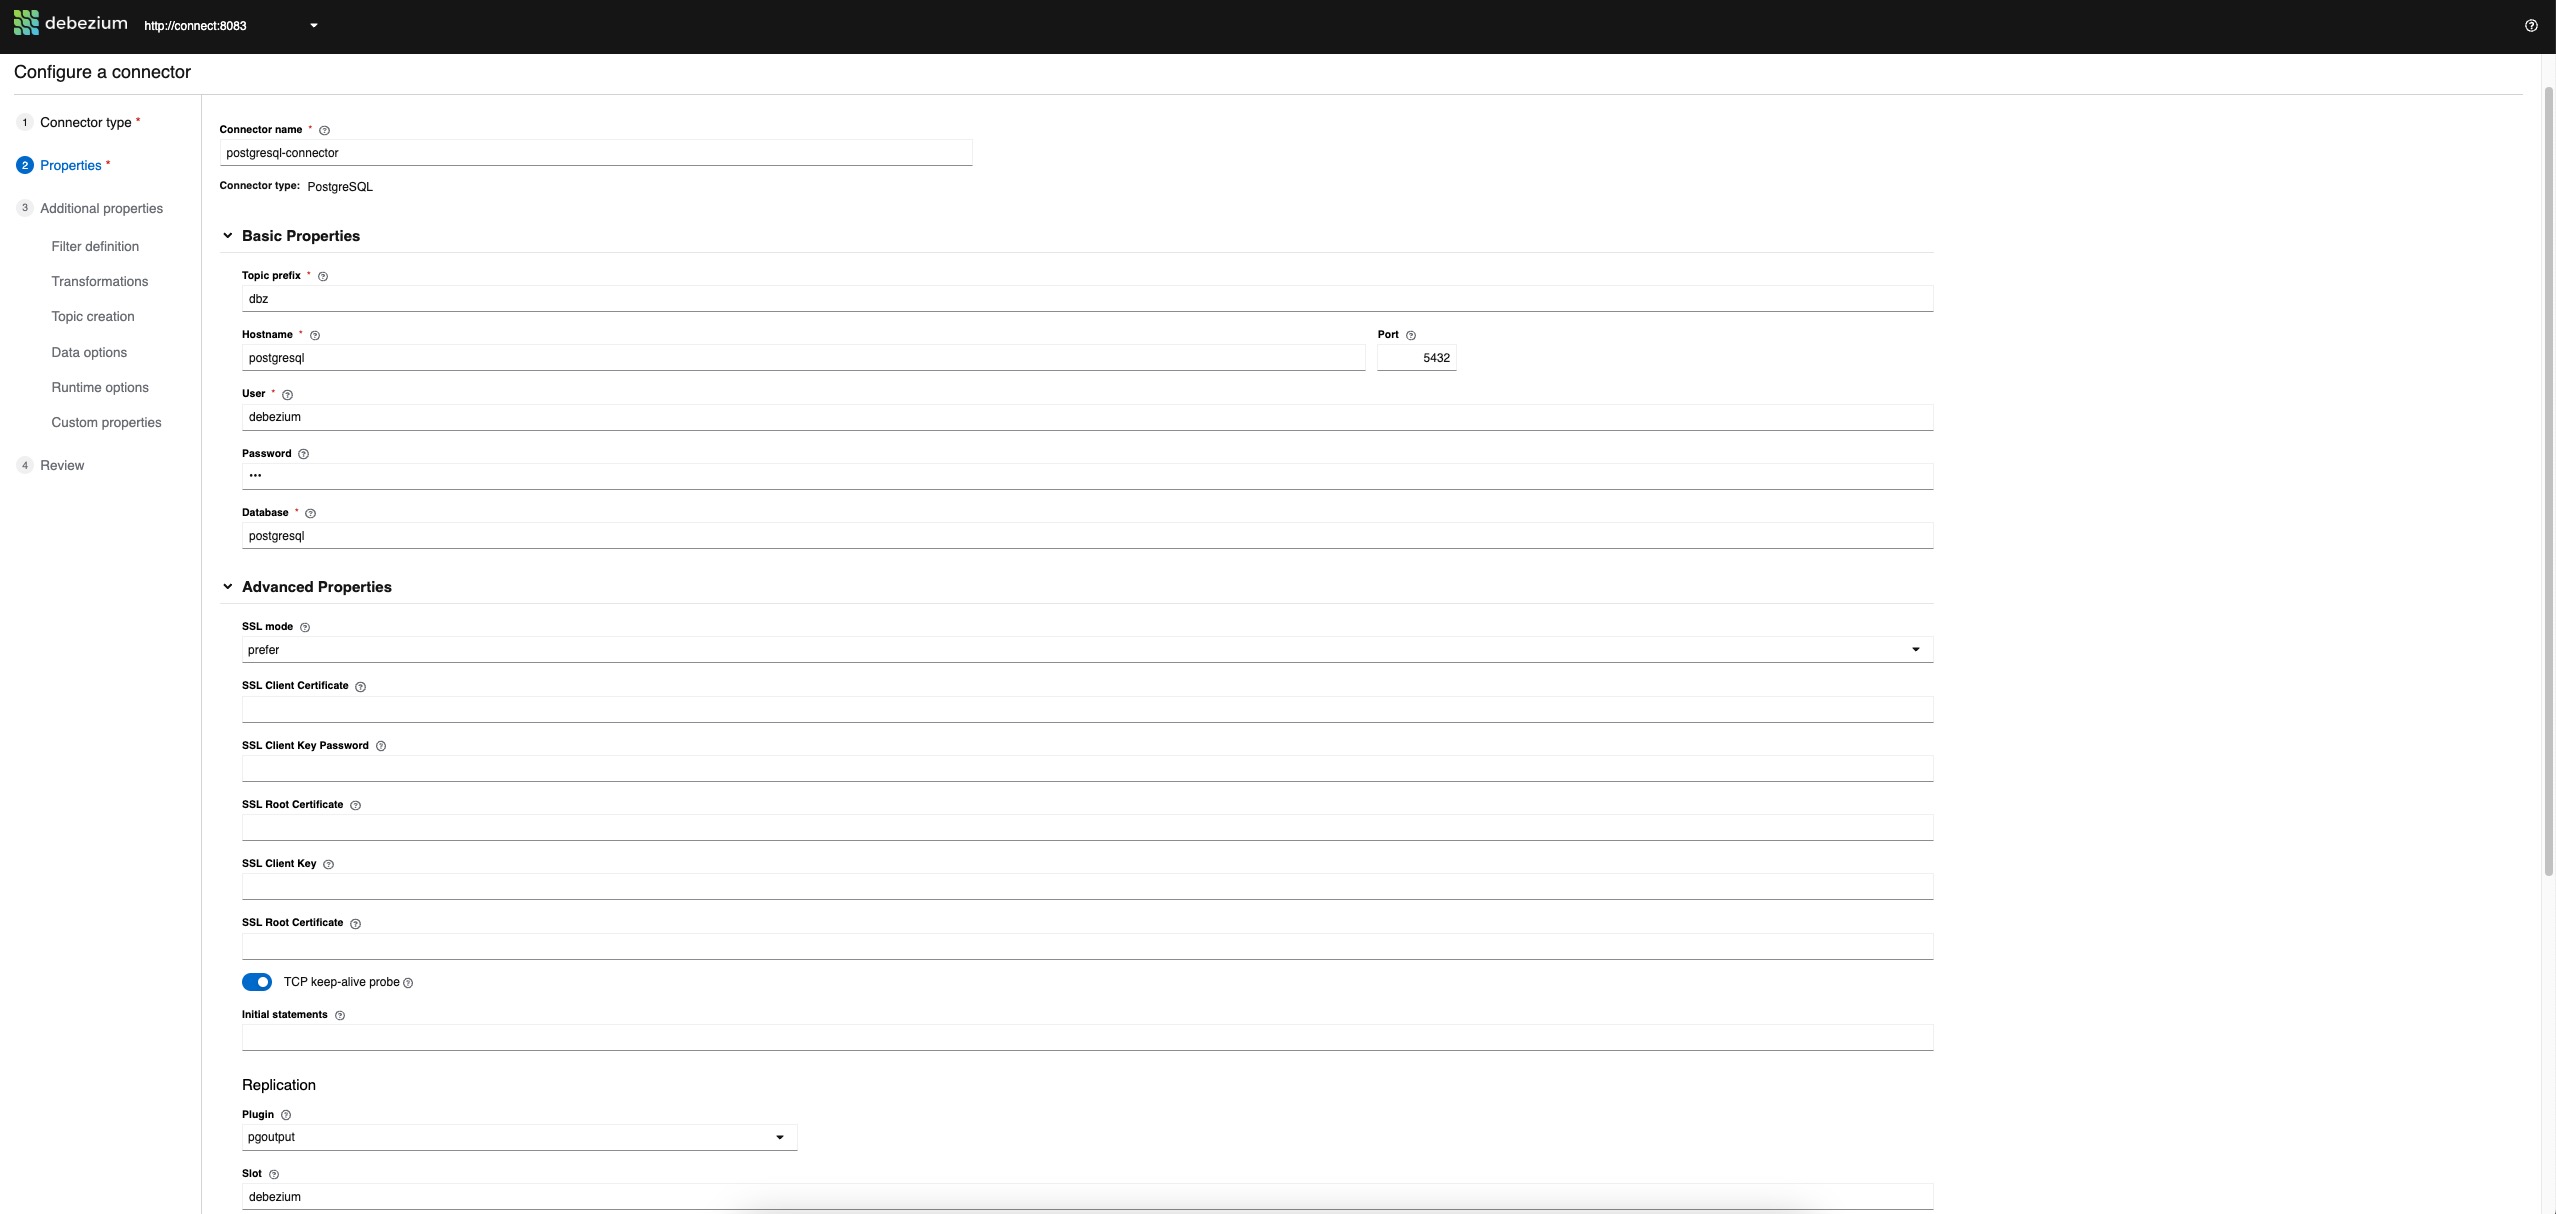 debezium http://connect:8083
Configure a connector
1 Connector type *
2 Properties *
3 Additional properties
Filter definition
Transformations
Topic creation
Data options
Runtime options
Custom properties
4 Review
Connector name *
postgresql-connector
Connector type: PostgreSQL
Basic Properties
Topic prefix *
dbz
Hostname *
postgresql
Port
5432
User *
debezium
Password
•••
Database *
postgresql
Advanced Properties
SSL mode
prefer
SSL Client Certificate
SSL Client Key Password
SSL Root Certificate
SSL Client Key
SSL Root Certificate
TCP keep-alive probe
Initial statements
Replication
Plugin
pgoutput
Slot
debezium